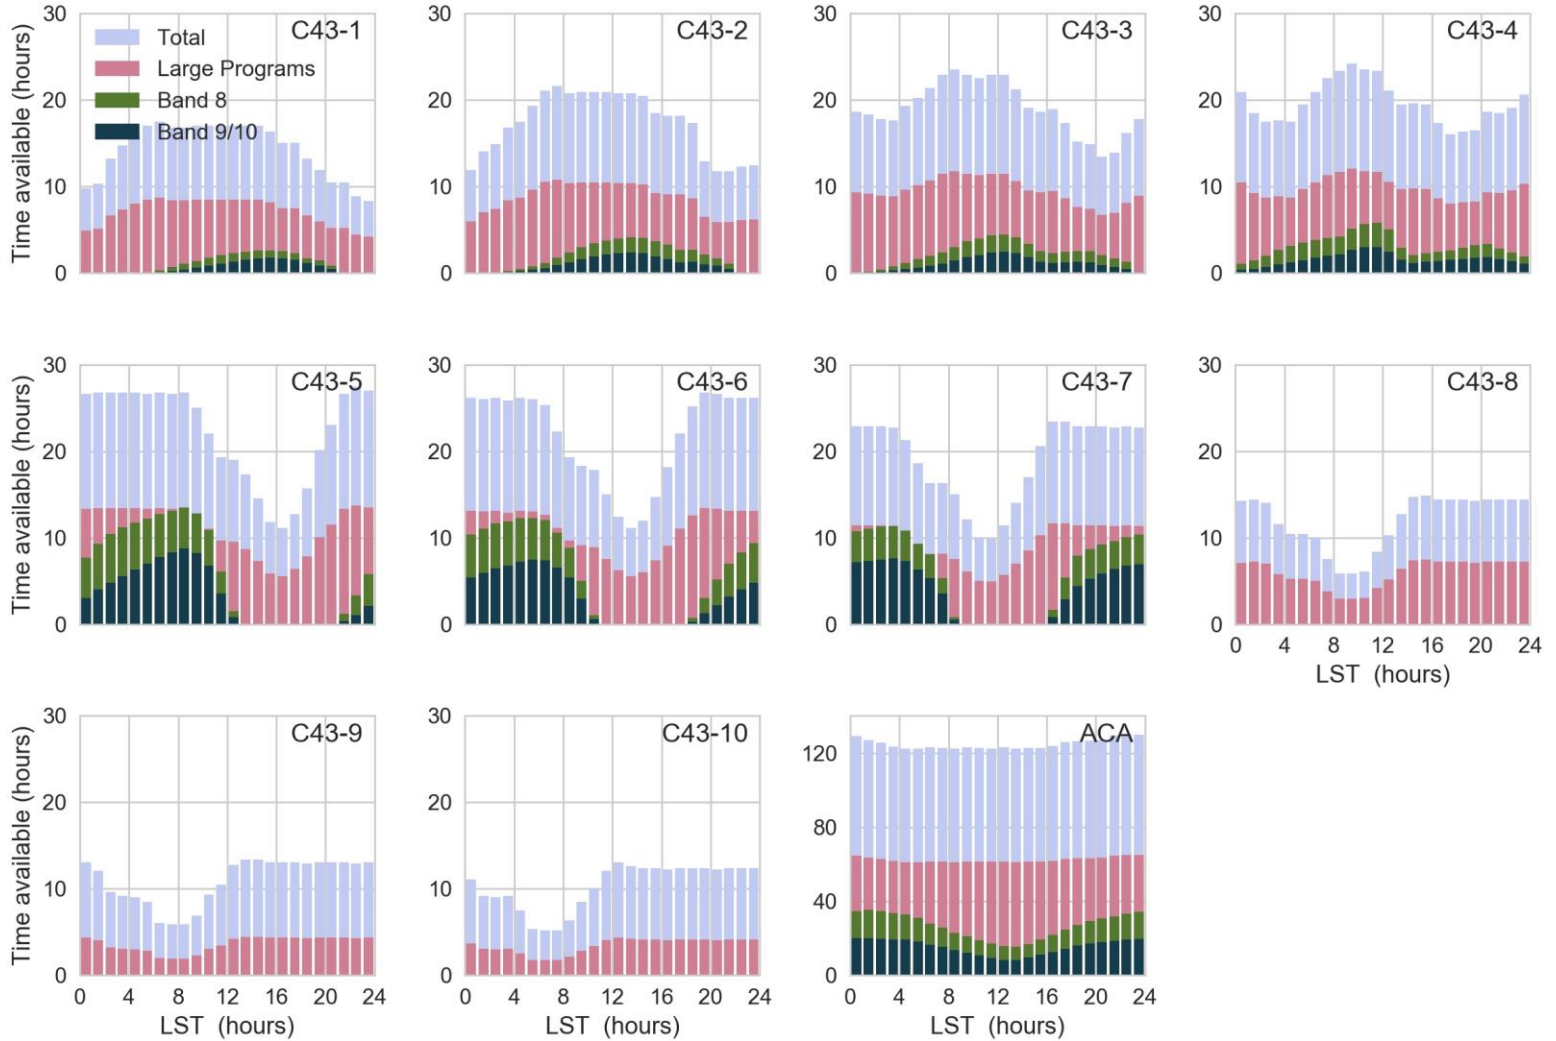 30
20
10
0
Time available (hours)
Total
Large Programs
Band 8
Band 9/10
C43-1
30
20
10
0
C43-2
30
20
10
0
C43-3
30
20
10
0
C43-4
30
20
10
0
Time available (hours)
C43-5
30
20
10
0
C43-6
30
20
10
0
C43-7
30
20
10
0
C43-8
0 4 8 12 16 20 24
LST (hours)
30
20
10
0
Time available (hours)
C43-9
0 4 8 12 16 20 24
LST (hours)
30
20
10
0
C43-10
0 4 8 12 16 20 24
LST (hours)
120
80
40
0
ACA
0 4 8 12 16 20 24
LST (hours)